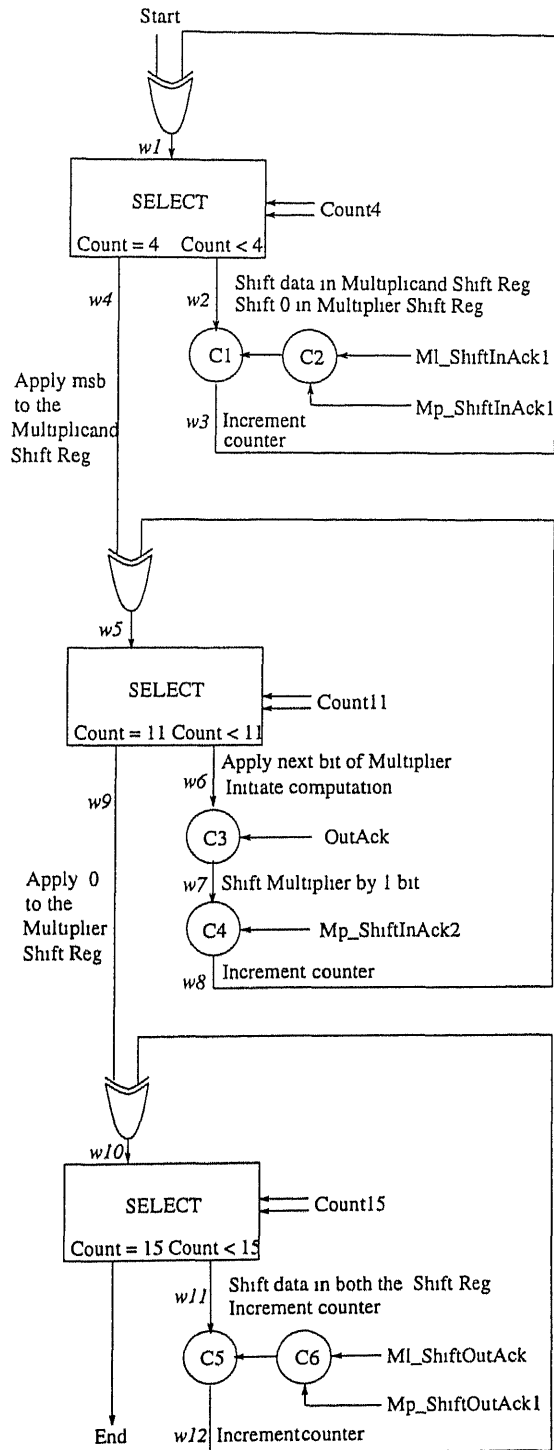 Start
w1
SELECT
Count4
Count = 4 Count < 4
w4
w2
Shift data in Multiplicand Shift Reg
Shift 0 in Multiplier Shift Reg
C1
C2
Ml_ShiftInAck1
Mp_ShiftInAck1
Apply msb
to the
Multiplicand
Shift Reg
w3
Increment
counter
w5
SELECT
Count11
Count = 11 Count < 11
w9
w6
Apply next bit of Multiplier
Initiate computation
C3
OutAck
w7
Shift Multiplier by 1 bit
Apply 0
to the
Multiplier
Shift Reg
C4
Mp_ShiftInAck2
w8
Increment counter
w10
SELECT
Count15
Count = 15 Count < 15
w11
Shift data in both the Shift Reg
Increment counter
C5
C6
Ml_ShiftOutAck
Mp_ShiftOutAck1
End
w12
Incrementcounter